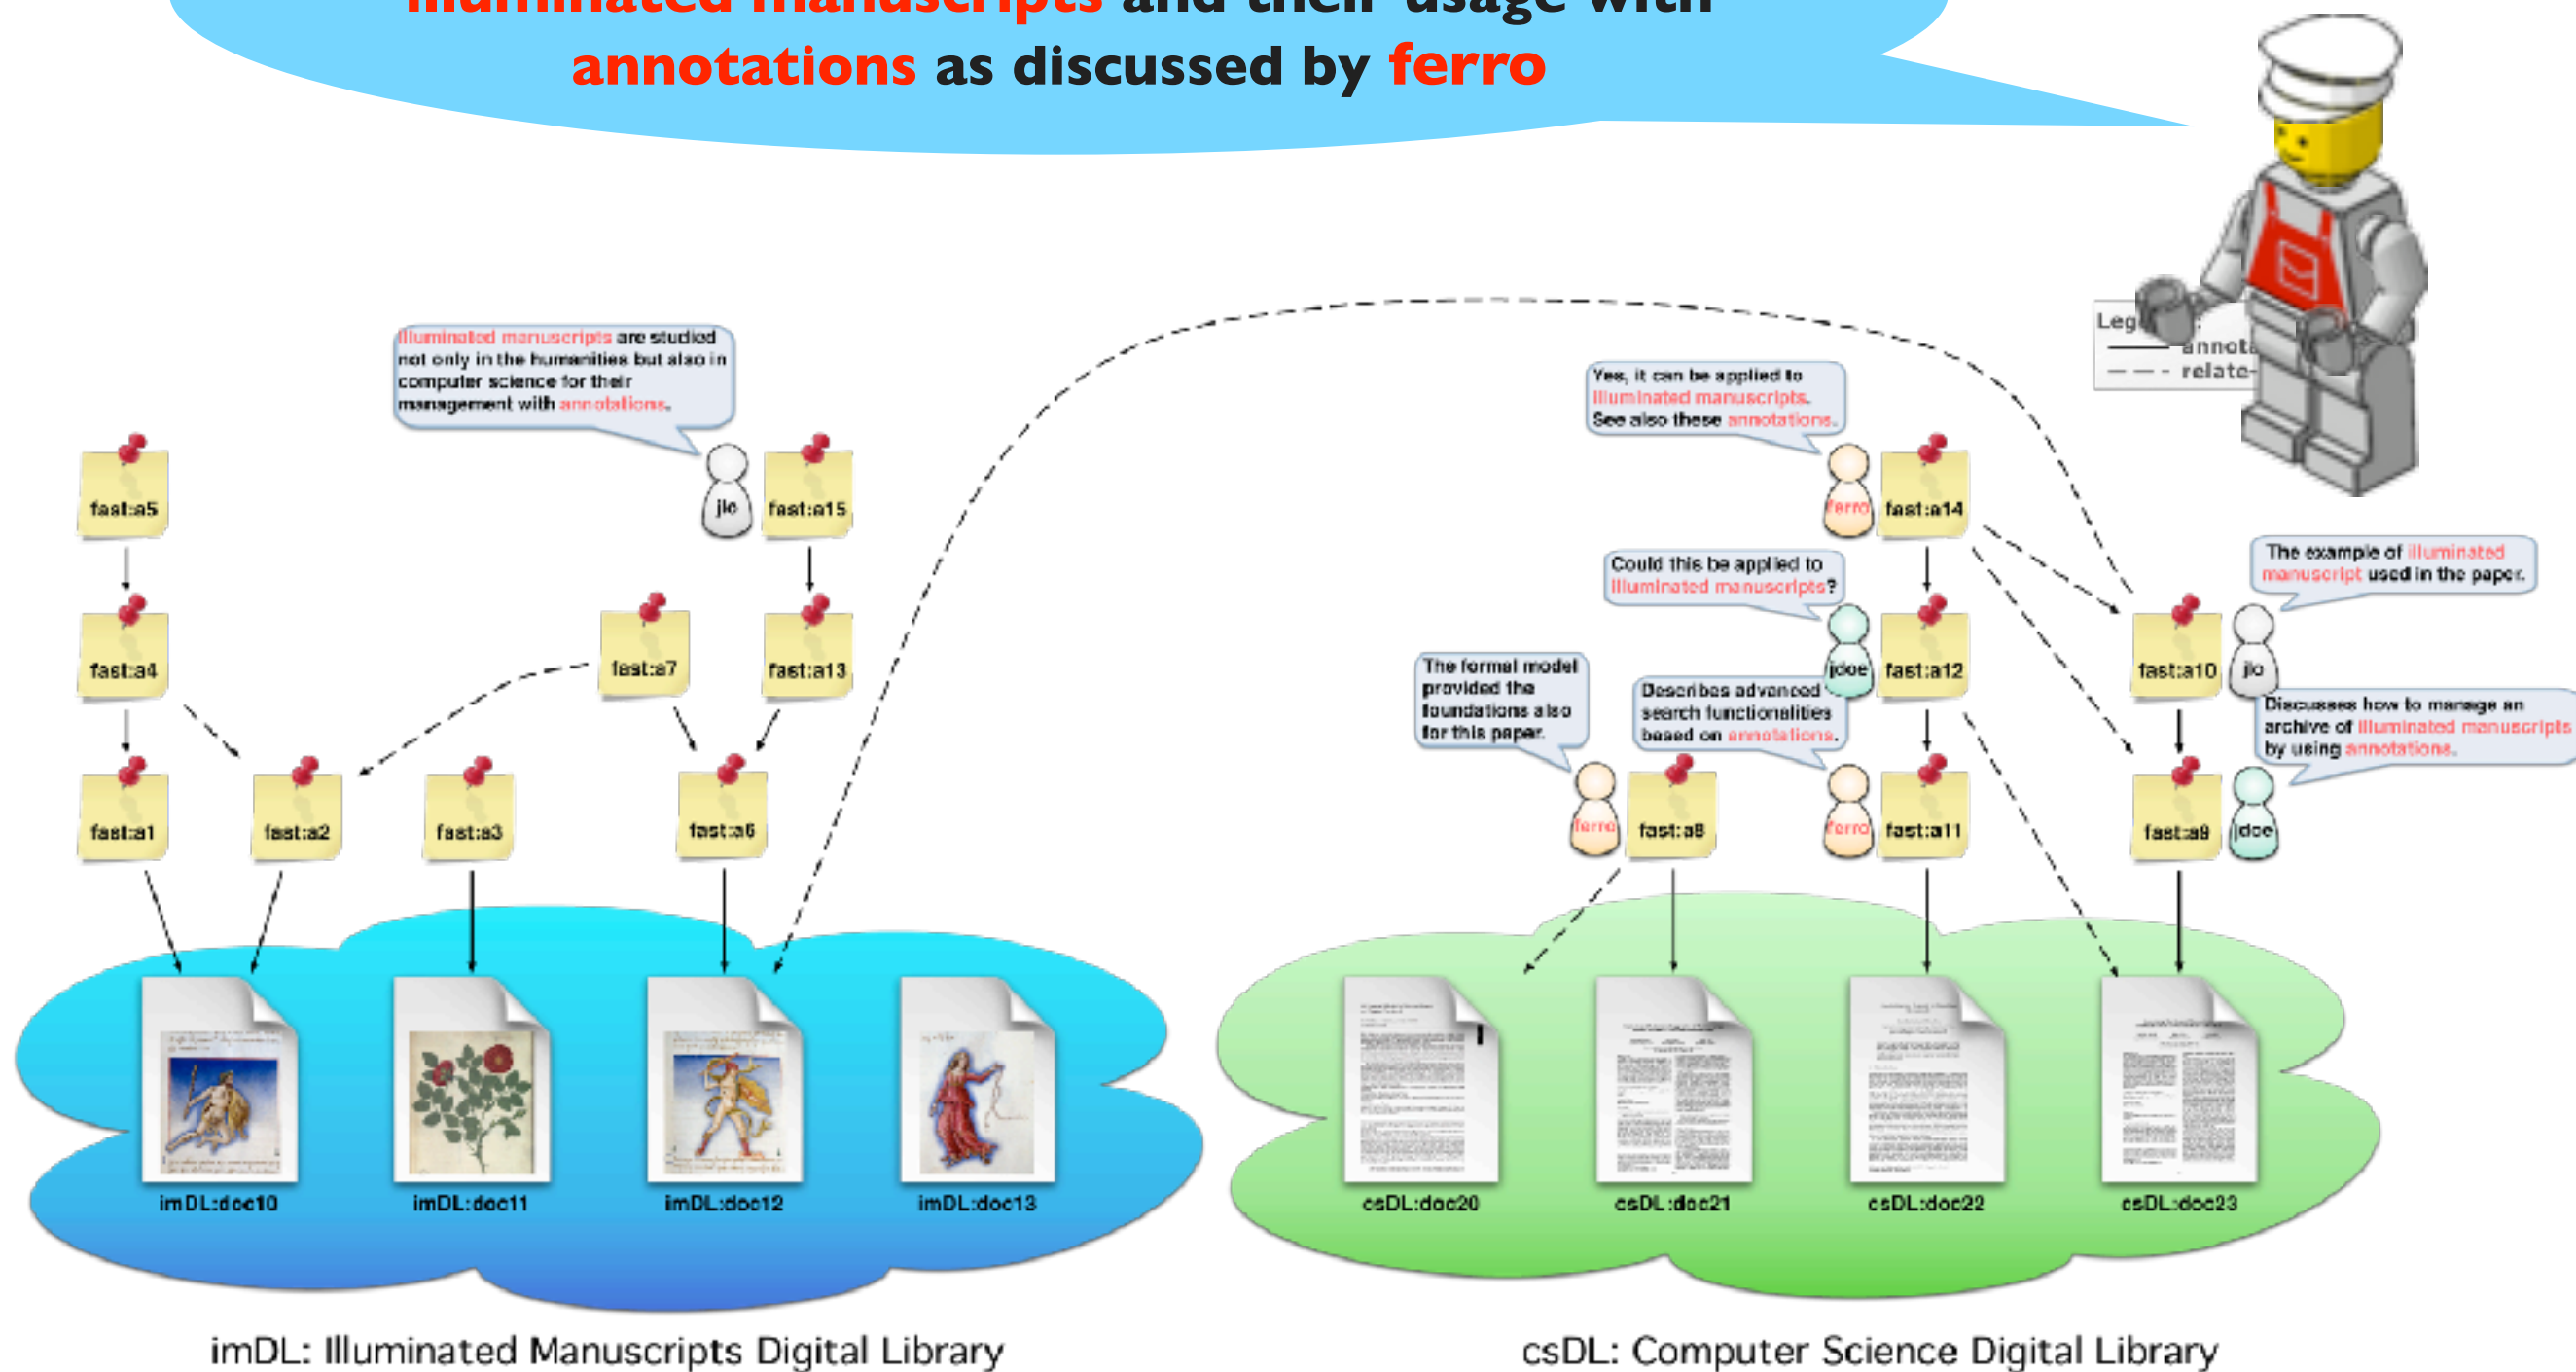 illuminated manuscripts and their usage with
annotations as discussed by ferro
Illuminated manuscripts are studied
not only in the humanities but also in
computer science for their
management with annotations.
jlo
fast:a5
fast:a15
fast:a4
fast:a7
fast:a13
fast:a1
fast:a2
fast:a3
fast:a6
imDL:doc10
imDL:doc11
imDL:doc12
imDL:doc13
imDL: Illuminated Manuscripts Digital Library
relate-
Yes, it can be applied to
Illuminated manuscripts.
See also these annotations.
ferro
fast:a14
Could this be applied to
Illuminated manuscripts?
jdoe
fast:a12
The example of illuminated
manuscript used in the paper.
fast:a10
jlo
The formal model
provided the
foundations also
for this paper.
ferro
fast:a8
Describes advanced
search functionalities
based on annotations.
ferro
fast:a11
Discusses how to manage an
archive of illuminated manuscripts
by using annotations.
fast:a9
jdoe
csDL:doc20
csDL:doc21
csDL:doc22
csDL:doc23
csDL: Computer Science Digital Library